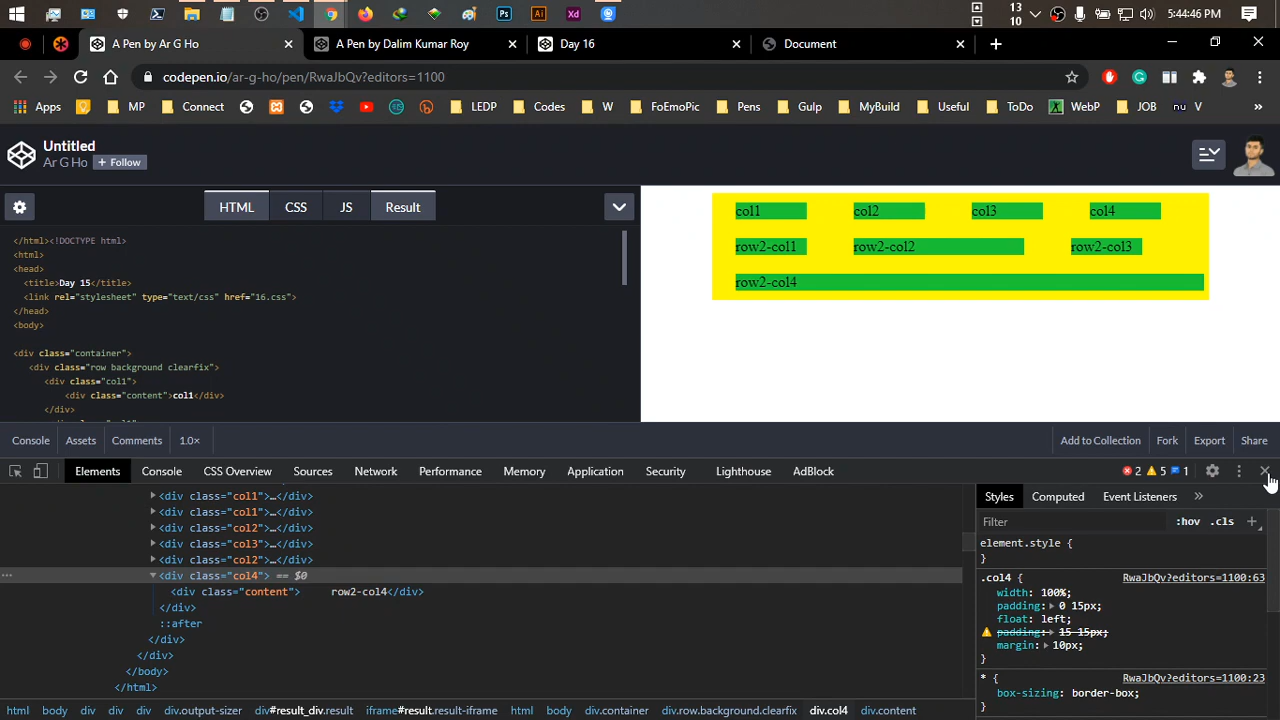 13
10
5:44:46 PM
A Pen by Ar G Ho
A Pen by Dalim Kumar Roy
Day 16
Document
codepen.io/ar-g-ho/pen/RwaJbQv?editors=1100
Apps
MP
Connect
LEDP
Codes
W
FoEmoPic
Pens
Gulp
MyBuild
Useful
ToDo
WebP
JOB
nu V
Untitled
Ar G Ho + Follow
HTML CSS JS Result
</html><!DOCTYPE html>
<html>
<head>
<title>Day 15</title>
<link rel="stylesheet" type="text/css" href="16.css">
</head>
<body>
<div class="container">
<div class="row background clearfix">
<div class="col1">
<div class="content">col1</div>
</div>
col1 col2 col3 col4
row2-col1 row2-col2 row2-col3
row2-col4
Console Assets Comments 1.0× Add to Collection Fork Export Share
Elements Console CSS Overview Sources Network Performance Memory Application Security Lighthouse AdBlock 2 5 1
<div class="col1">…</div>
<div class="col1">…</div>
<div class="col2">…</div>
<div class="col3">…</div>
<div class="col2">…</div>
<div class="col4"> == $0
<div class="content"> row2-col4</div>
</div>
::after
</div>
</div>
</body>
</html>
Styles Computed Event Listeners »
Filter :hov .cls +
element.style {
}
.col4 { RwaJbQv?editors=1100:63
width: 100%;
padding: 0 15px;
float: left;
padding: 15 15px;
margin: 10px;
}
* { RwaJbQv?editors=1100:23
box-sizing: border-box;
html body div div div div.output-sizer div#result_div.result iframe#result.result-iframe html body div.container div.row.background.clearfix div.col4 div.content